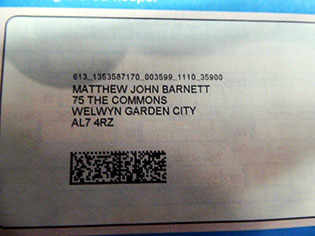 613_1353587170_003599_1110_35900
MATTHEW JOHN BARNETT
75 THE COMMONS
WELWYN GARDEN CITY
AL7 4RZ